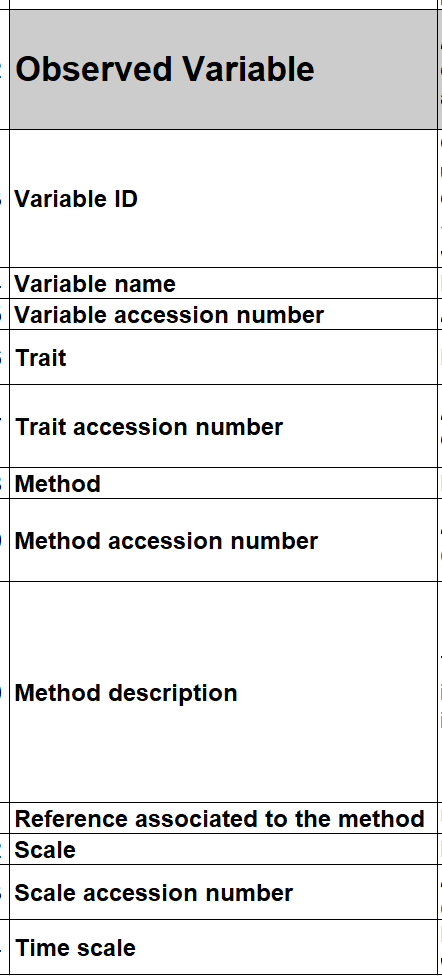 Observed Variable
Variable ID
Variable name
Variable accession number
Trait
Trait accession number
Method
Method accession number
Method description
Reference associated to the method
Scale
Scale accession number
Time scale